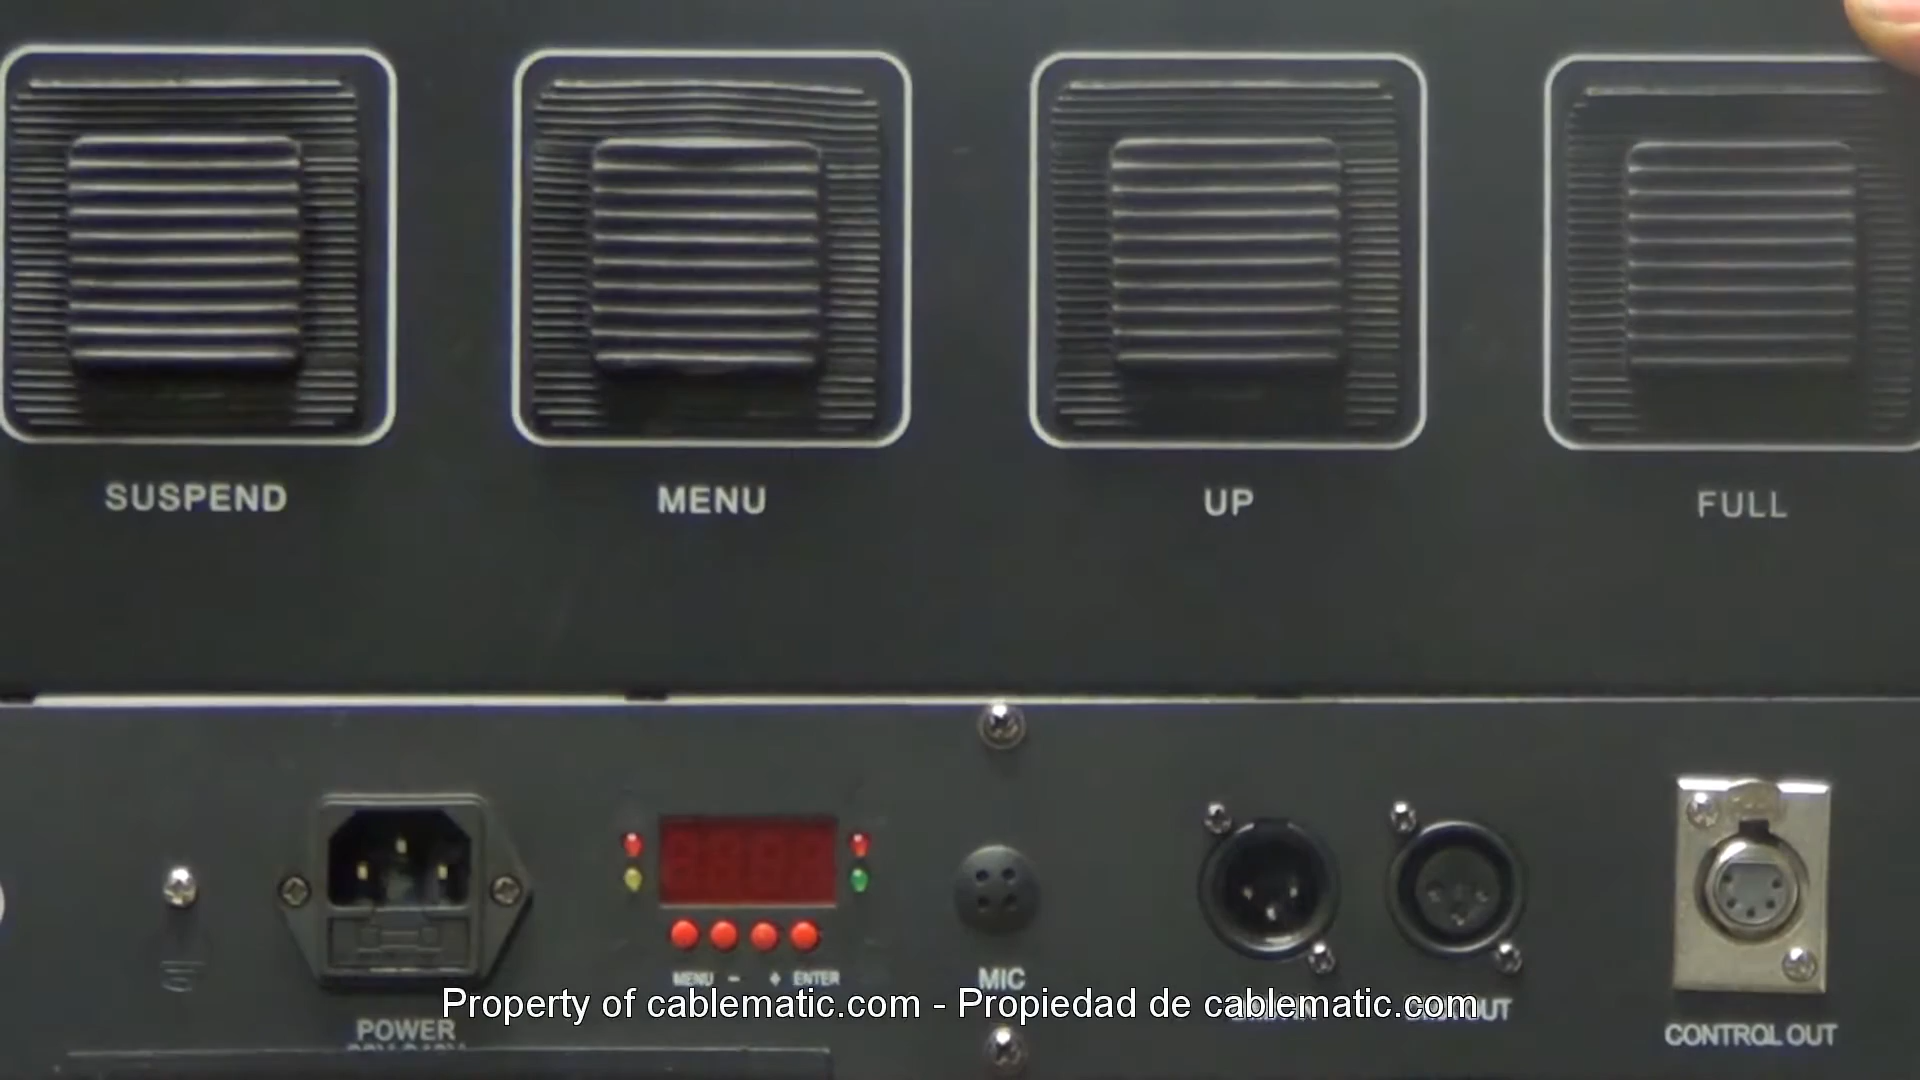 SUSPEND
MENU
UP
FULL
MENU - + ENTER
MIC
Property of cablematic.com - Propiedad de cablematic.com
POWER
CONTROL OUT